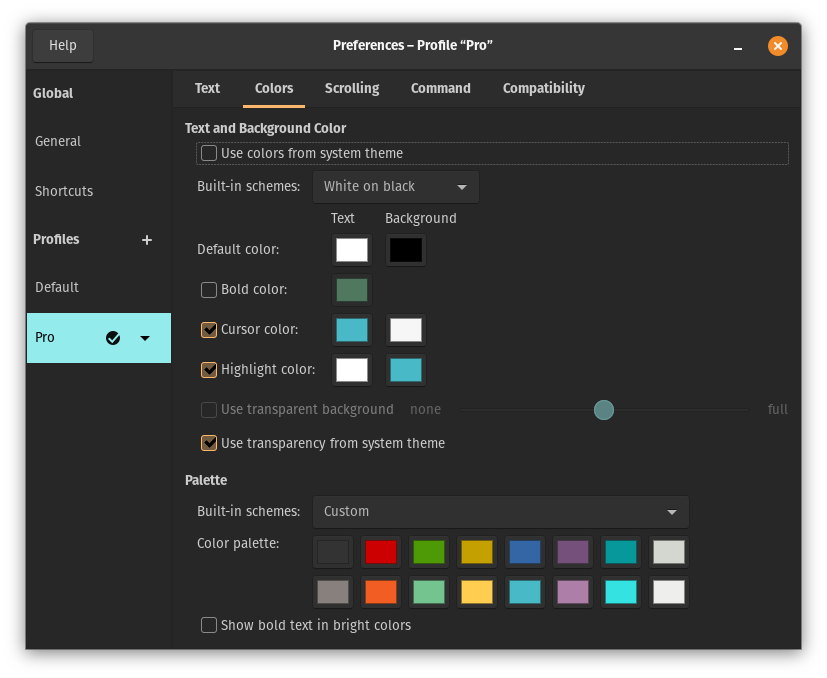 Help
Preferences – Profile “Pro”
Global
General
Shortcuts
Profiles
Default
Pro
Text Colors Scrolling Command Compatibility
Text and Background Color
Use colors from system theme
Built-in schemes: White on black
Text Background
Default color:
Bold color:
Cursor color:
Highlight color:
Use transparent background none full
Use transparency from system theme
Palette
Built-in schemes: Custom
Color palette:
Show bold text in bright colors